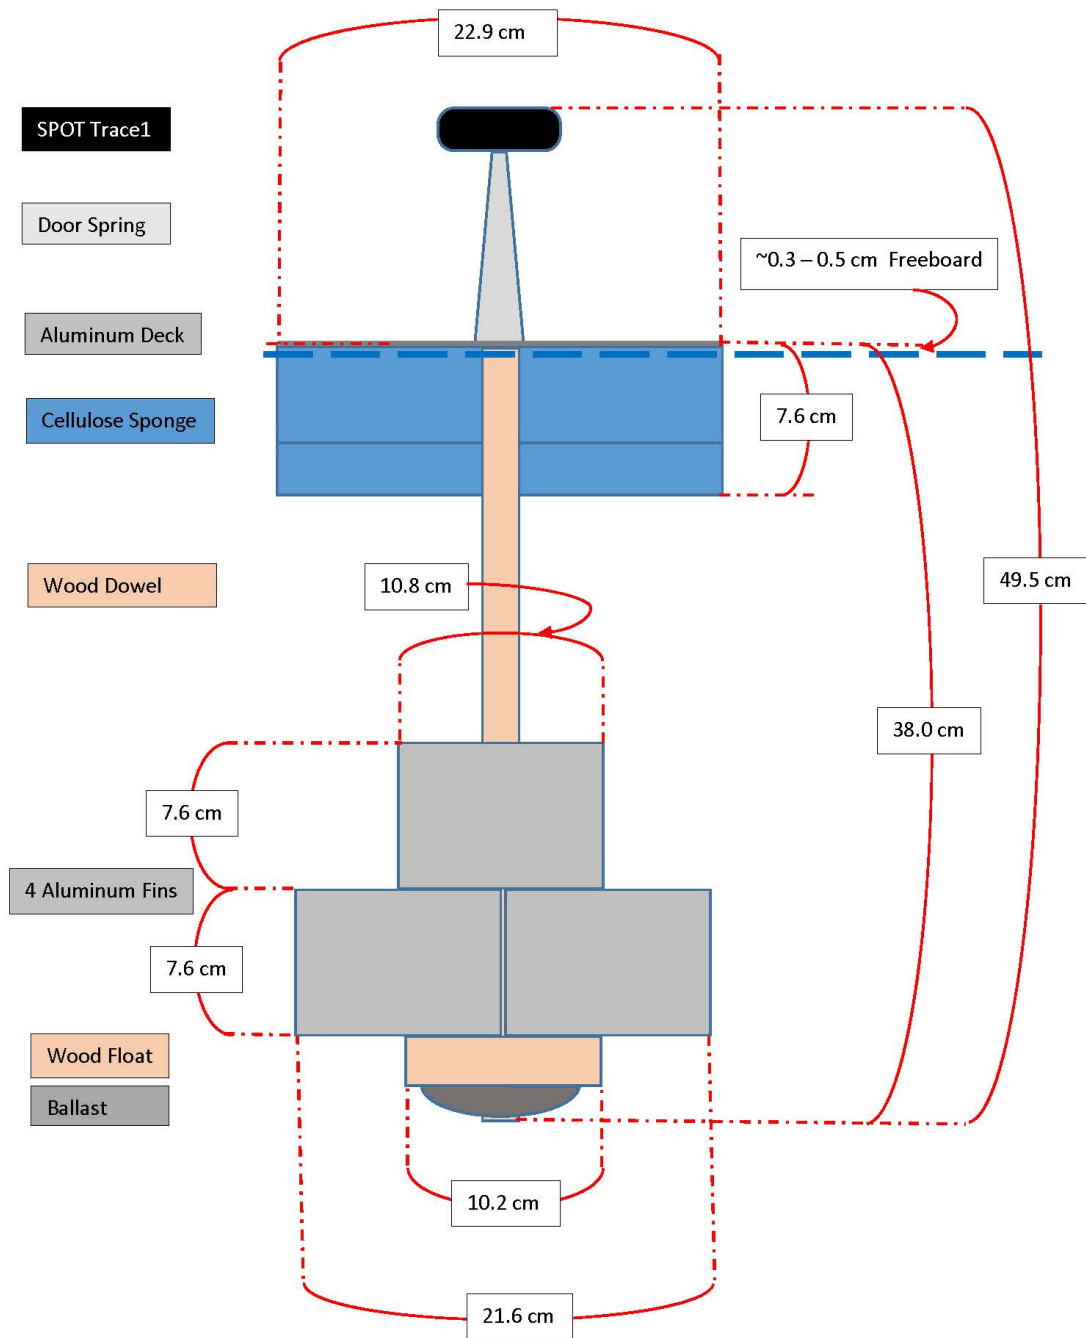 22.9 cm
SPOT Trace1
Door Spring
~0.3 – 0.5 cm Freeboard
Aluminum Deck
7.6 cm
Cellulose Sponge
10.8 cm
49.5 cm
Wood Dowel
38.0 cm
7.6 cm
4 Aluminum Fins
7.6 cm
Wood Float
Ballast
10.2 cm
21.6 cm